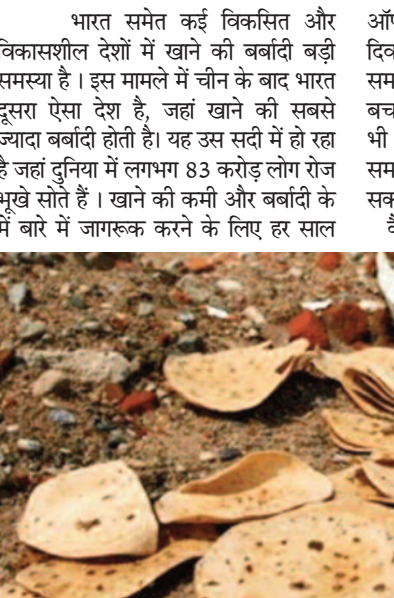 भारत समेत कई विकसित और
विकासशील देशों में खाने की बर्बादी बड़ी
समस्या है । इस मामले में चीन के बाद भारत
दूसरा ऐसा देश है, जहां खाने की सबसे
ज्यादा बर्बादी होती है। यह उस सदी में हो रहा
है जहां दुनिया में लगभग 83 करोड़ लोग रोज
भूखे सोते हैं । खाने की कमी और बर्बादी के
में बारे में जागरूक करने के लिए हर साल